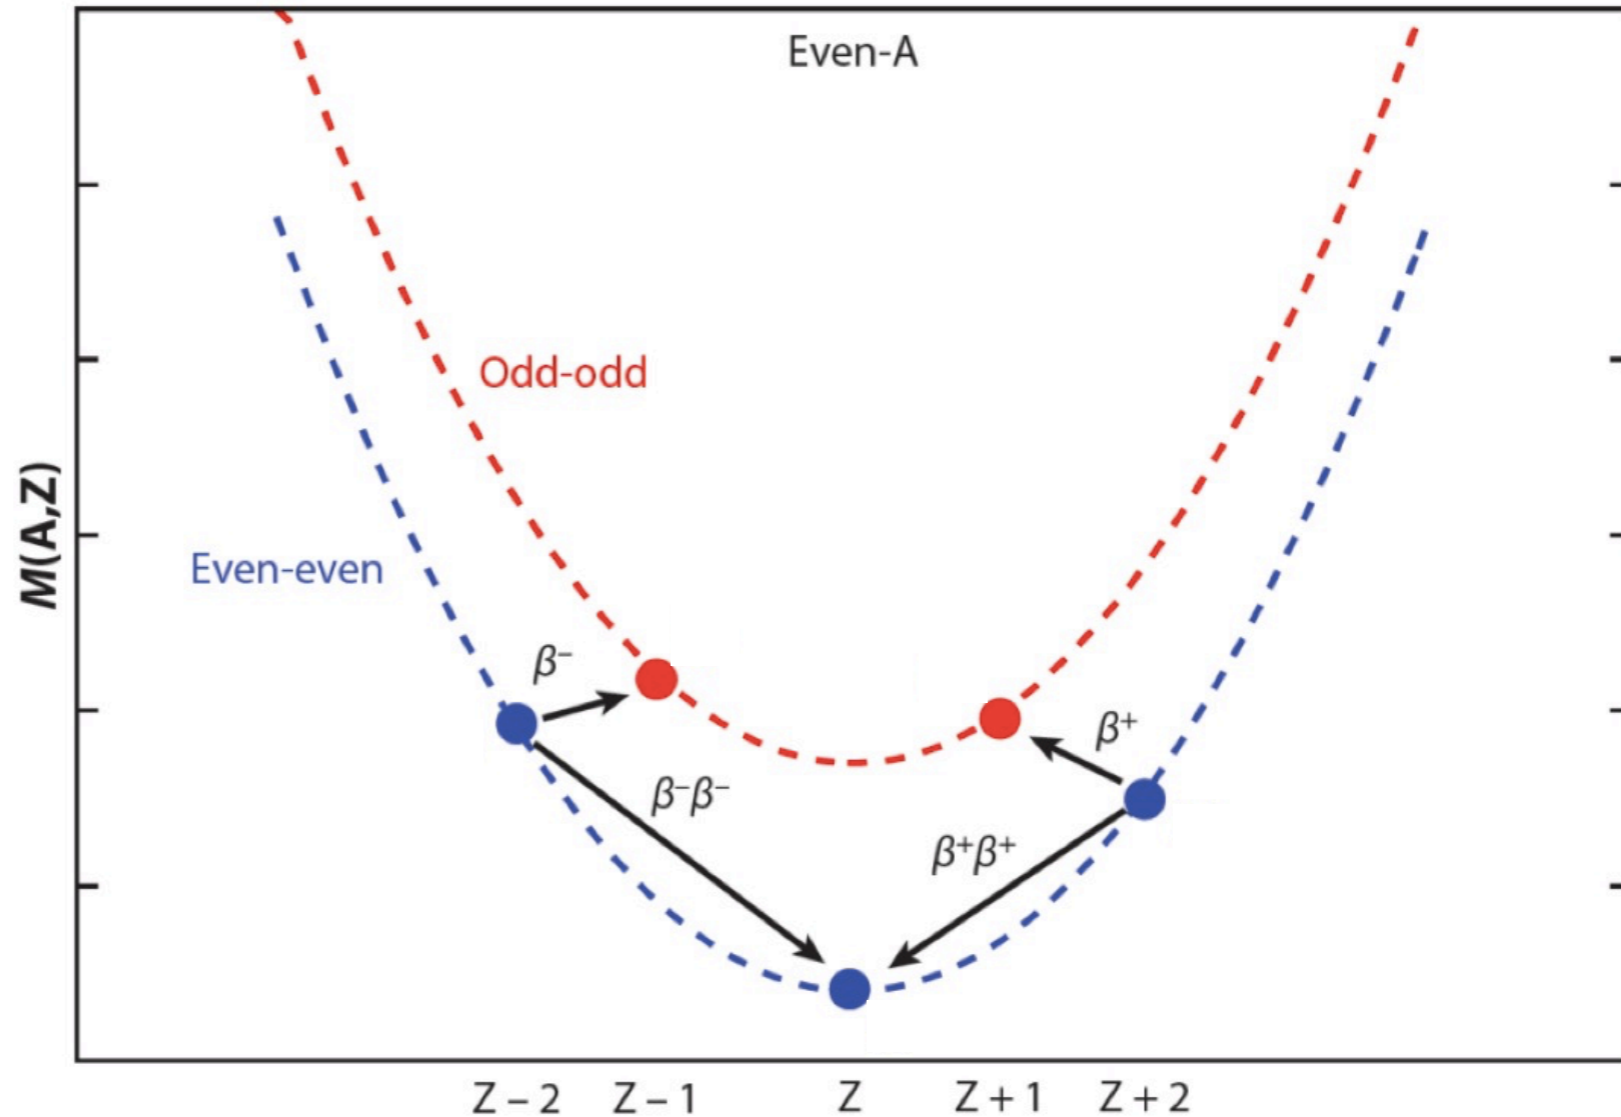 Even-A
Odd-odd
Even-even
M(A,Z)
β⁻
β⁺
β⁻β⁻
β⁺β⁺
Z – 2 Z – 1 Z Z + 1 Z + 2